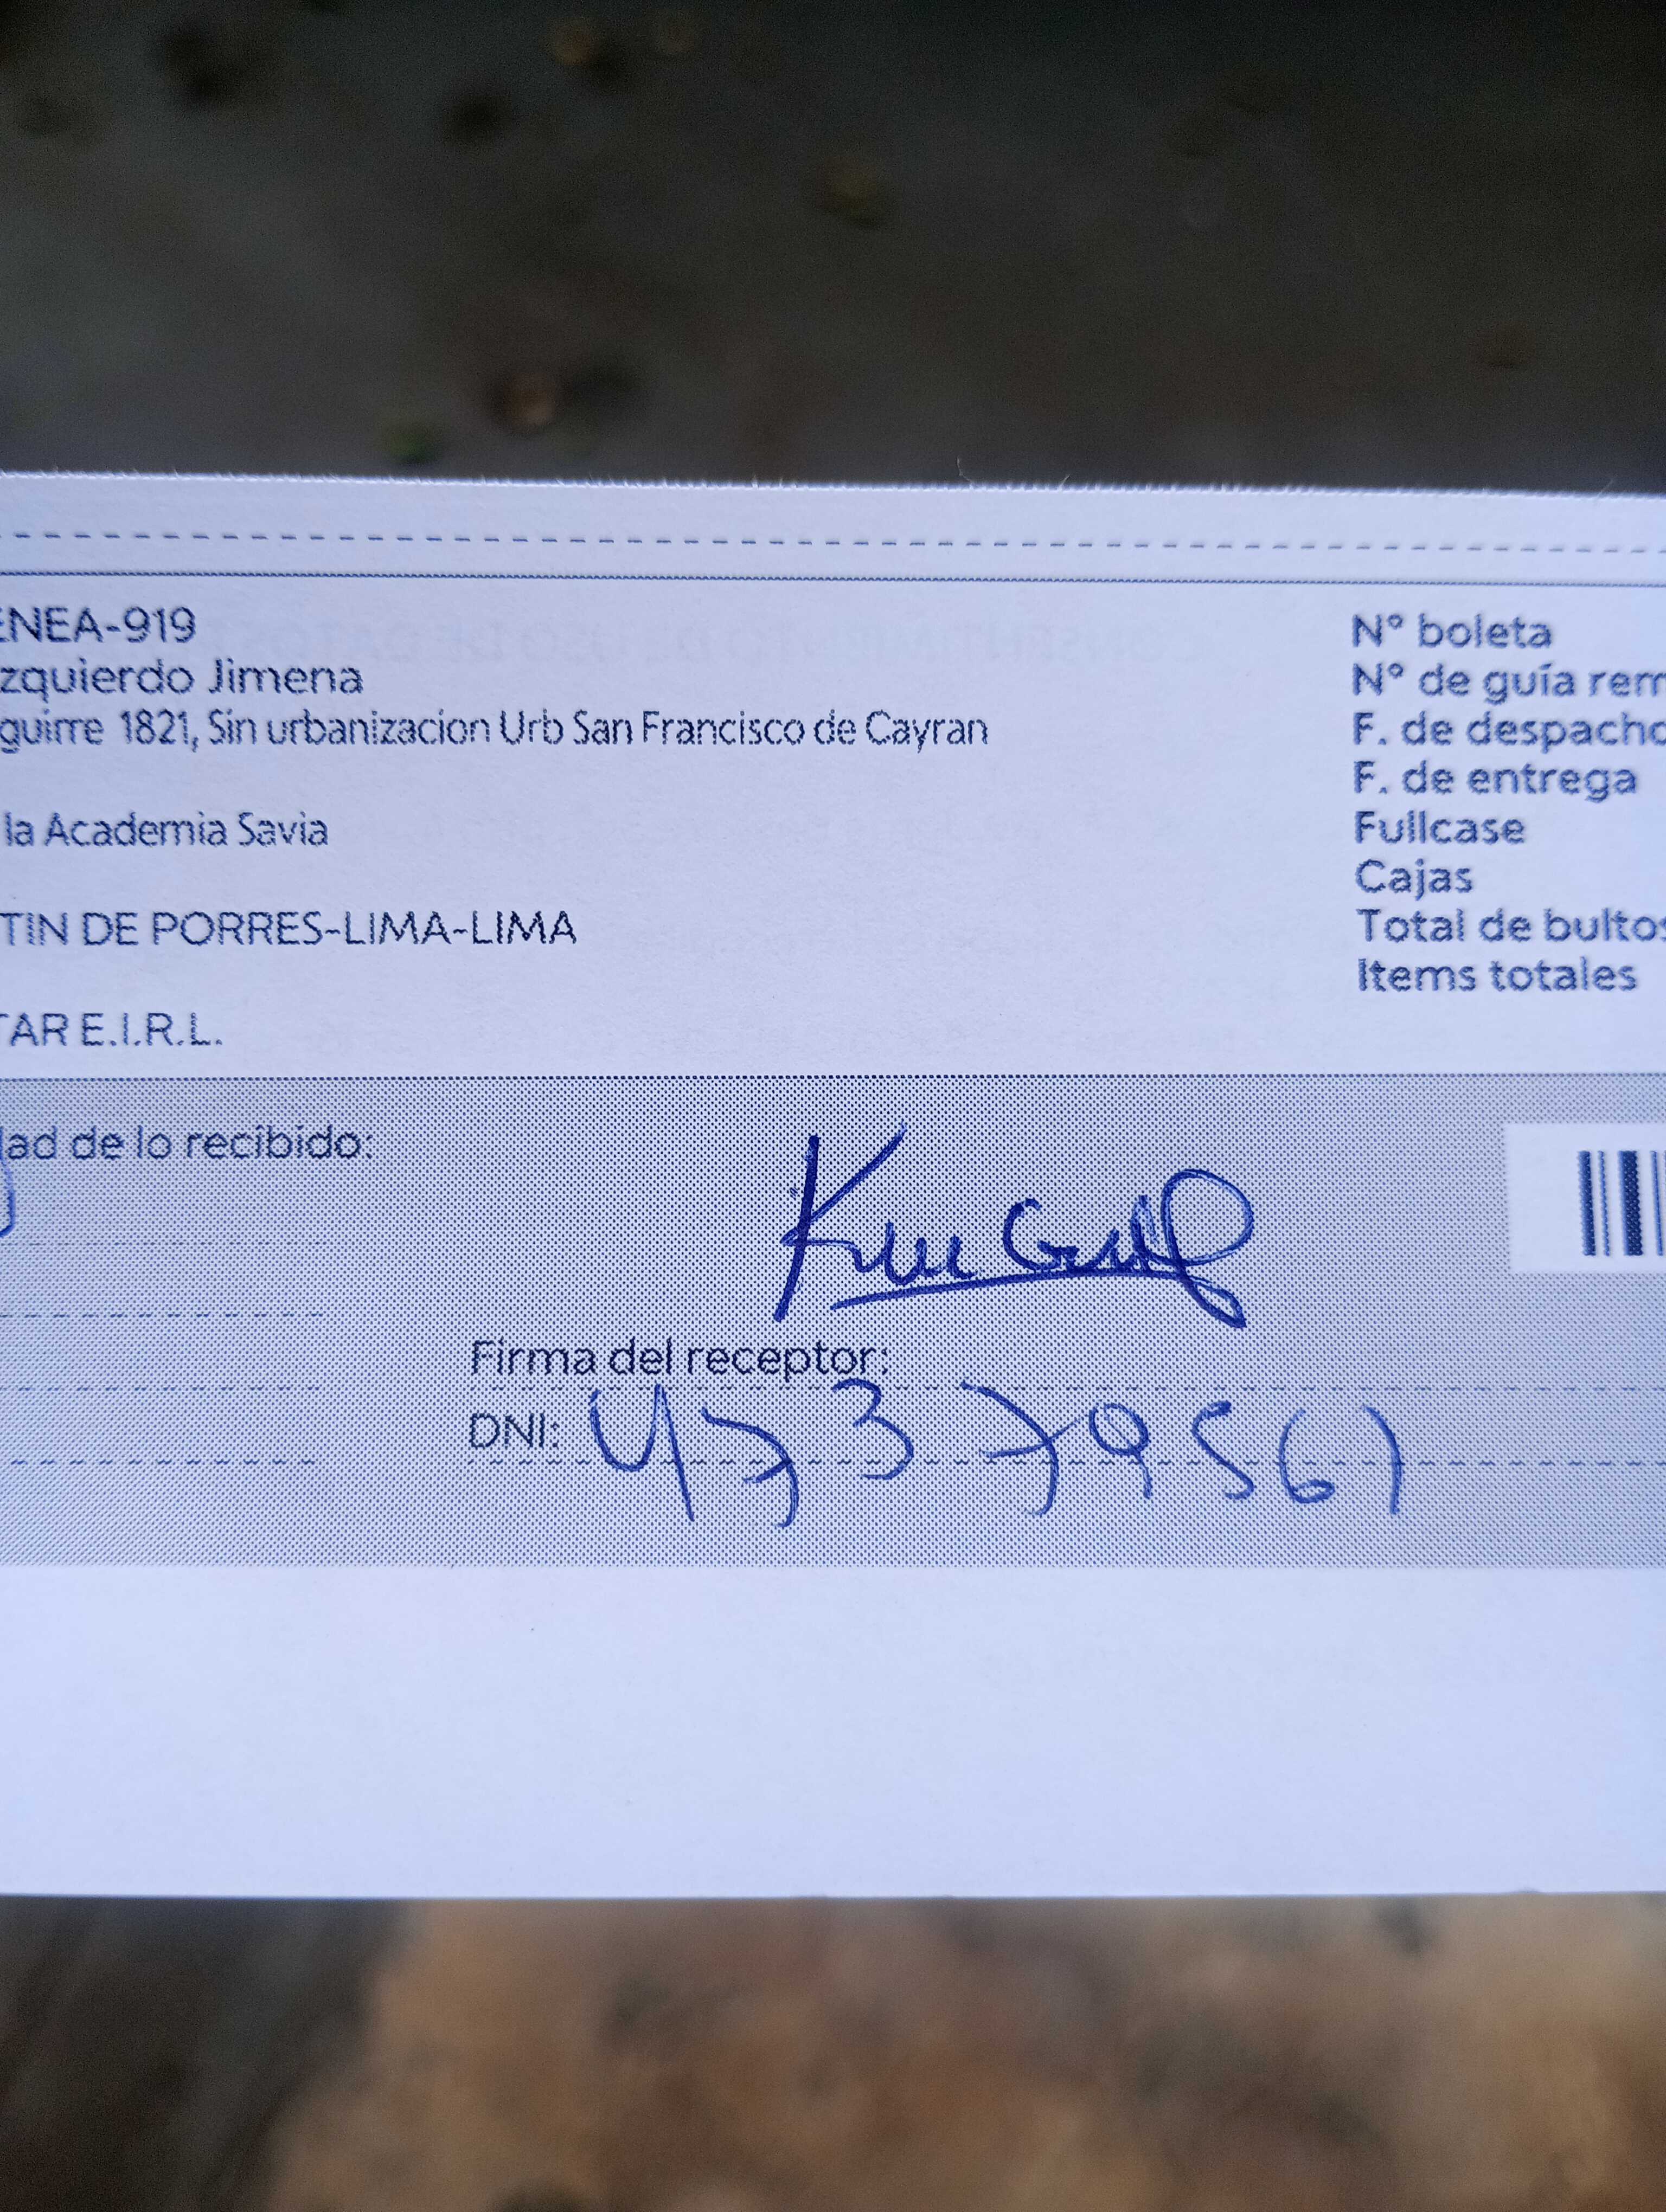 ENEA-919
zquierdo Jimena
guirre 1821, Sin urbanizacion Urb San Francisco de Cayran
la Academia Savia
TIN DE PORRES-LIMA-LIMA
TAR E.I.R.L.
N° boleta
N° de guía rem
F. de despacho
F. de entrega
Fullcase
Cajas
Total de bultos
Items totales
dad de lo recibido:
Firma del receptor:
DNI: 47379561